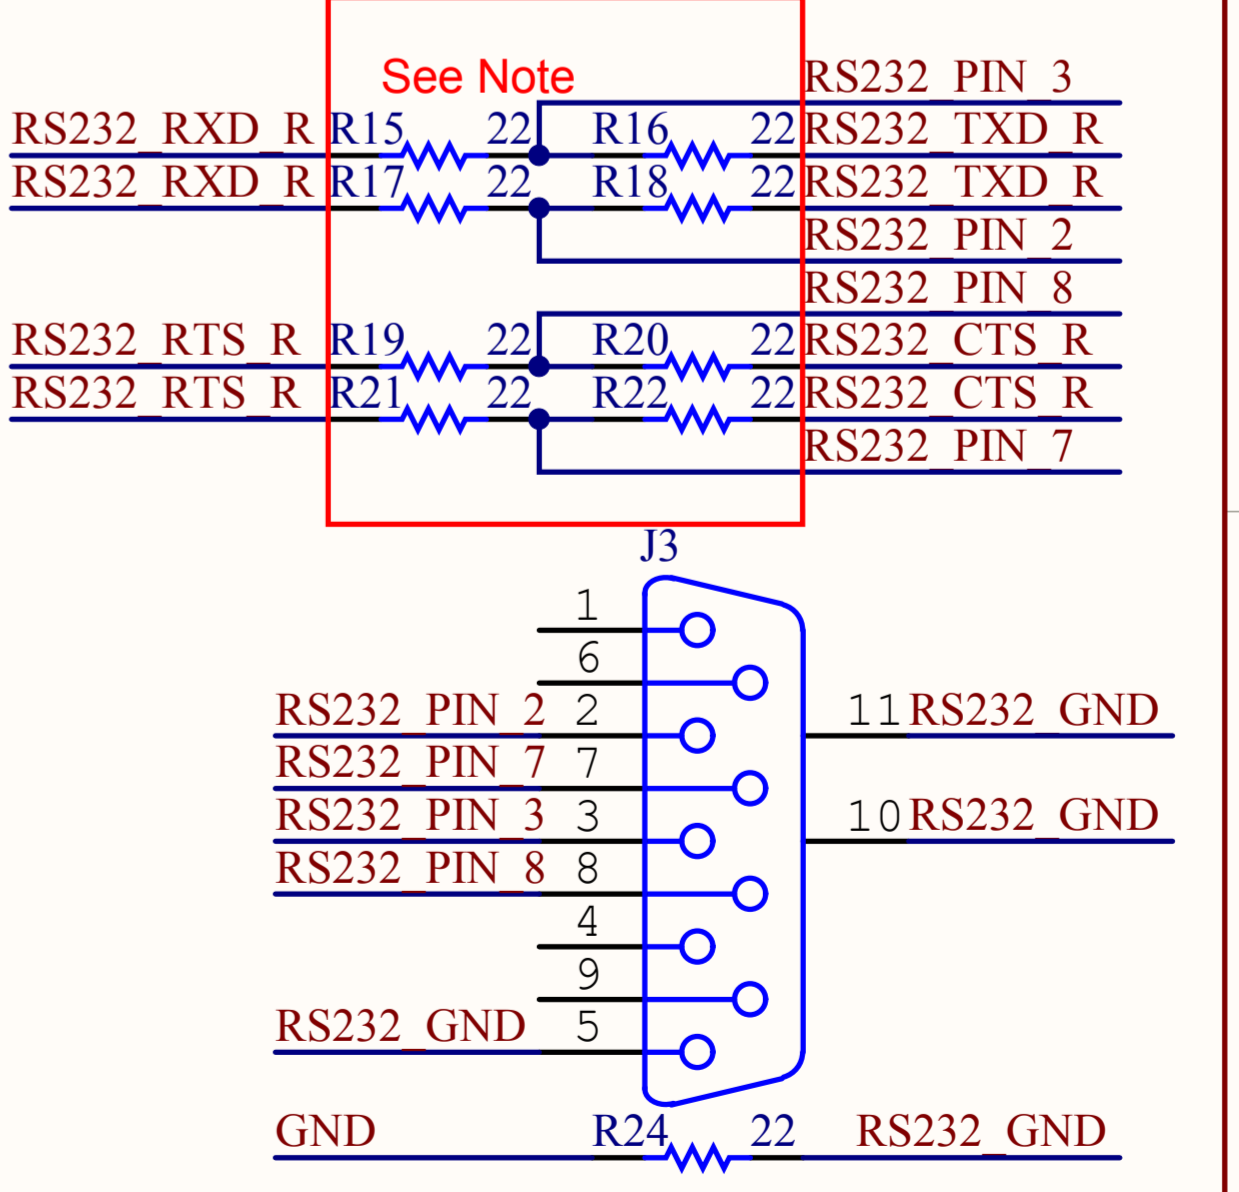 See Note
RS232_PIN_3
RS232_RXD_R R15 22 R16 22 RS232_TXD_R
RS232_RXD_R R17 22 R18 22 RS232_TXD_R
RS232_PIN_2
RS232_PIN_8
RS232_RTS_R R19 22 R20 22 RS232_CTS_R
RS232_RTS_R R21 22 R22 22 RS232_CTS_R
RS232_PIN_7
J3
1
6
RS232_PIN_2 2 11 RS232_GND
RS232_PIN_7 7
RS232_PIN_3 3 10 RS232_GND
RS232_PIN_8 8
4
9
RS232_GND 5
GND R24 22 RS232_GND